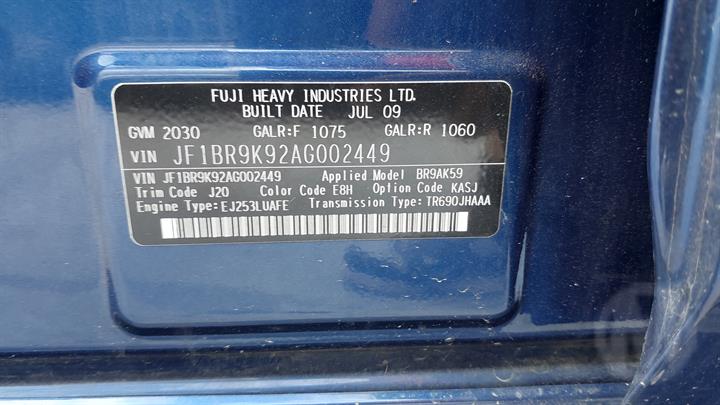 FUJI HEAVY INDUSTRIES LTD.
BUILT DATE JUL 09
GVM 2030 GALR:F 1075 GALR:R 1060
VIN JF1BR9K92AG002449
VIN JF1BR9K92AG002449 Applied Model BR9AK59
Trim Code J20 Color Code E8H Option Code KASJ
Engine Type:EJ253LUAFE Transmission Type:TR690JHAAA